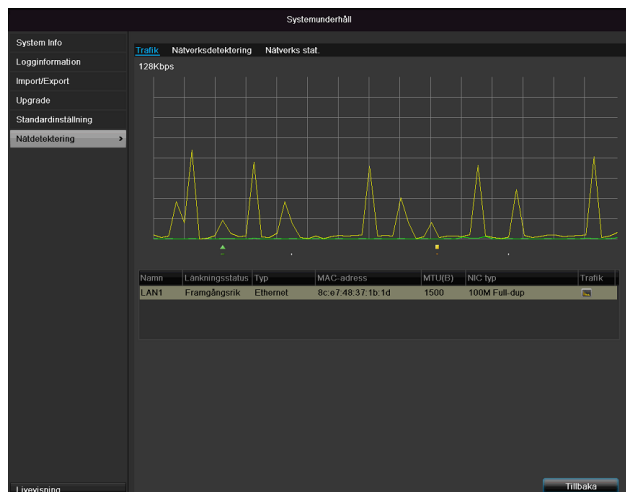 Systemunderhåll
System Info
Logginformation
Import/Export
Upgrade
Standardinställning
Nätdetektering >
Trafik Nätverksdetektering Nätverks stat.
128Kbps
Namn Länkningsstatus Typ MAC-adress MTU(B) NIC typ Trafik
LAN1 Framgångsrik Ethernet 8c:e7:48:37:1b:1d 1500 100M Full-dup
Livevisning
Tillbaka